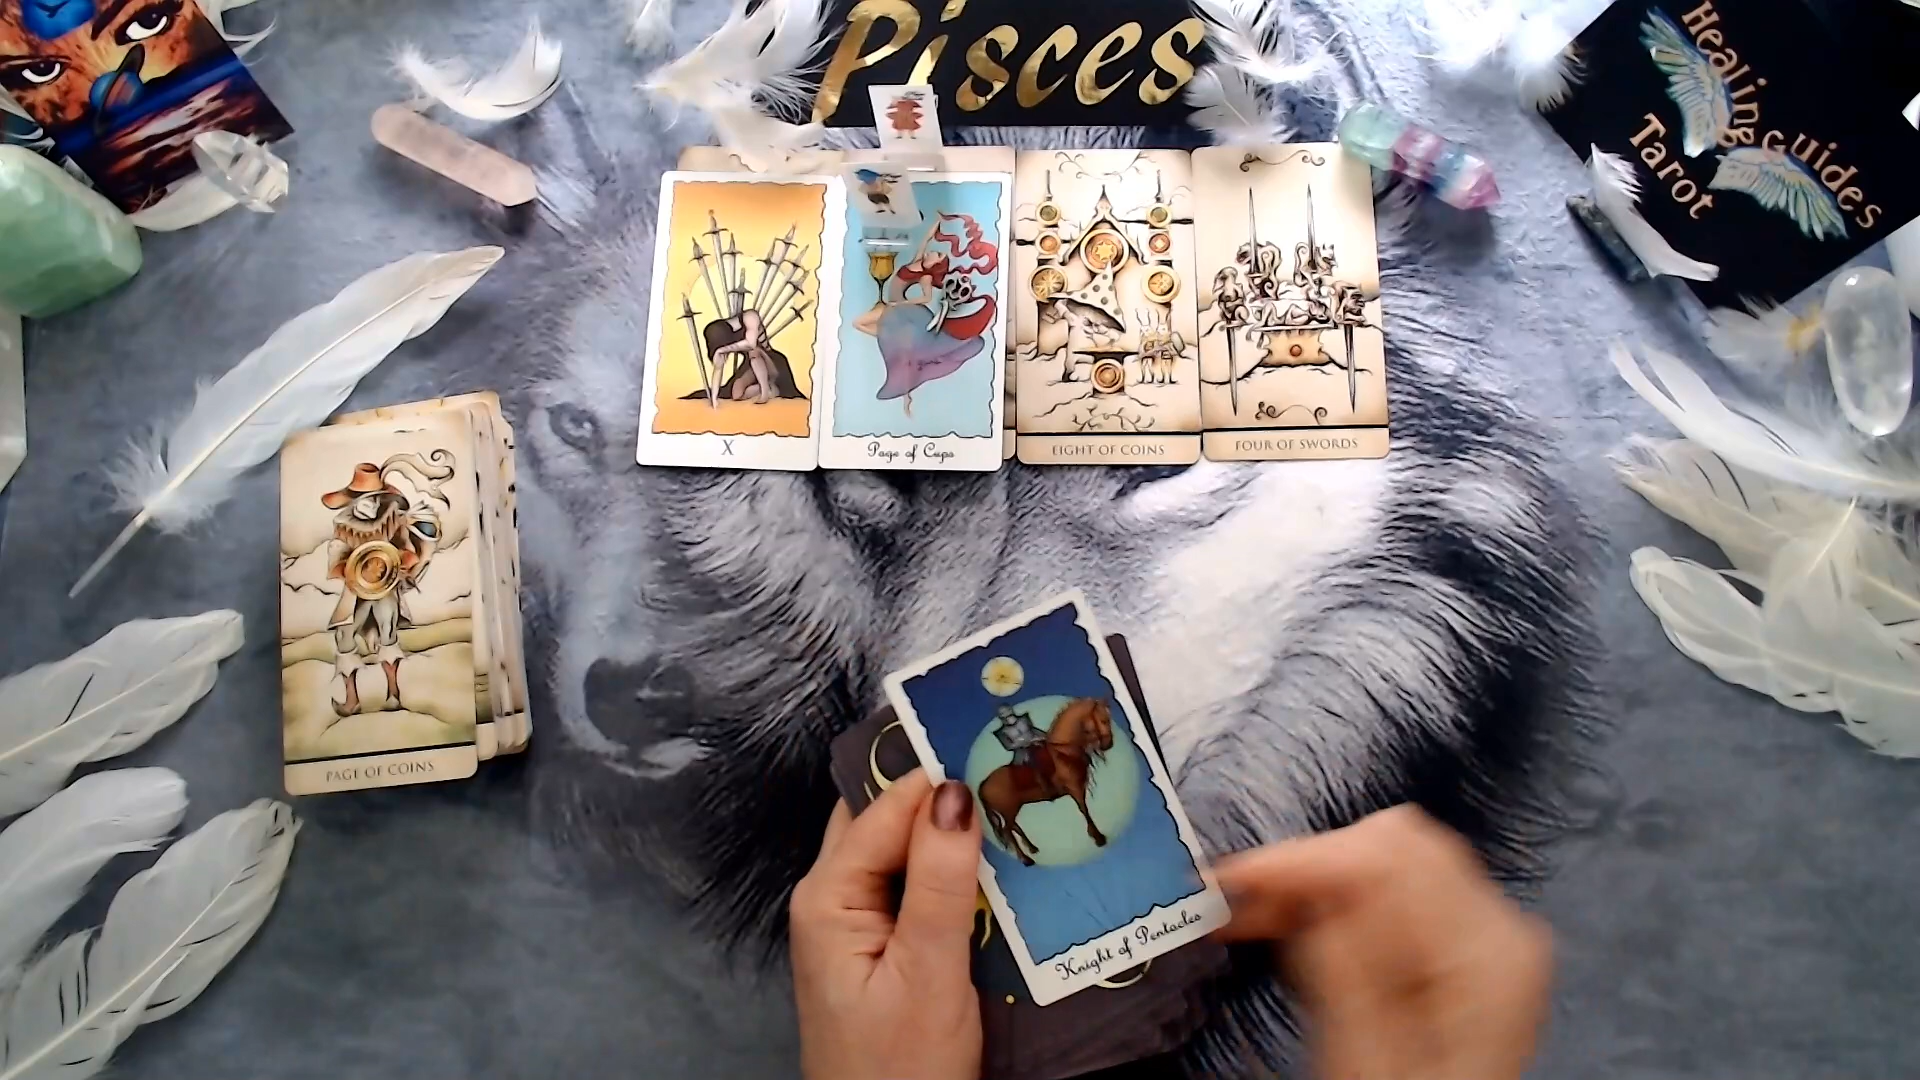 Pisces
Healing Guides
Tarot
X
Page of Cups
EIGHT OF COINS
FOUR OF SWORDS
PAGE OF COINS
Knight of Pentacles